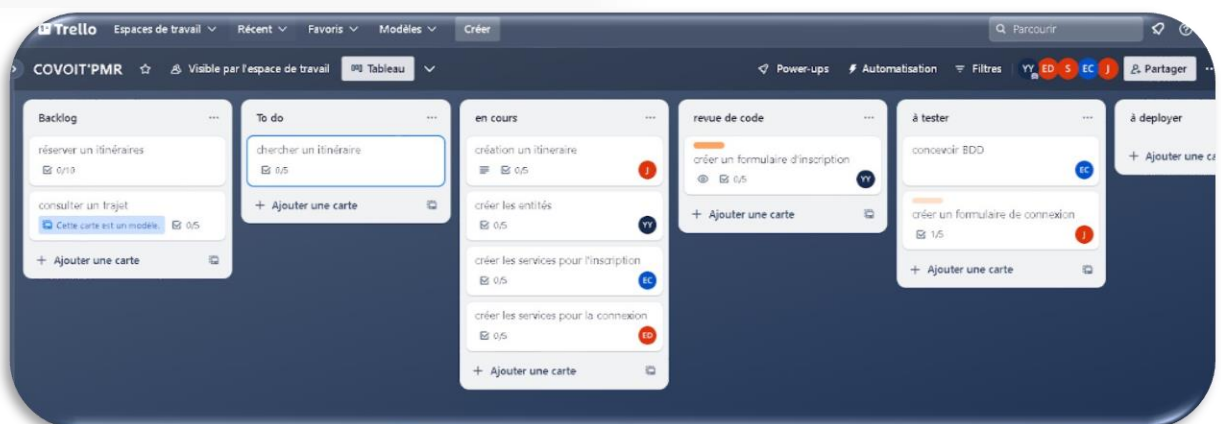 Trello Espaces de travail Récent Favoris Modèles Créer Parcourir
COVOIT'PMR Visible par l'espace de travail Tableau Power-ups Automatisation Filtres YY ED S EC J Partager
Backlog
réserver un itinéraires
0/10
consulter un trajet
Cette carte est un modèle. 0/5
+ Ajouter une carte
To do
chercher un itinéraire
0/5
+ Ajouter une carte
en cours
création un itineraire
0/5 J
créer les entités
0/5 YY
créer les services pour l'inscription
0/5 EC
créer les services pour la connexion
0/5 ED
+ Ajouter une carte
revue de code
créer un formulaire d'inscription
0/5 YY
+ Ajouter une carte
à tester
concevoir BDD
EC
créer un formulaire de connexion
1/5 J
+ Ajouter une carte
à deployer
+ Ajouter une ca